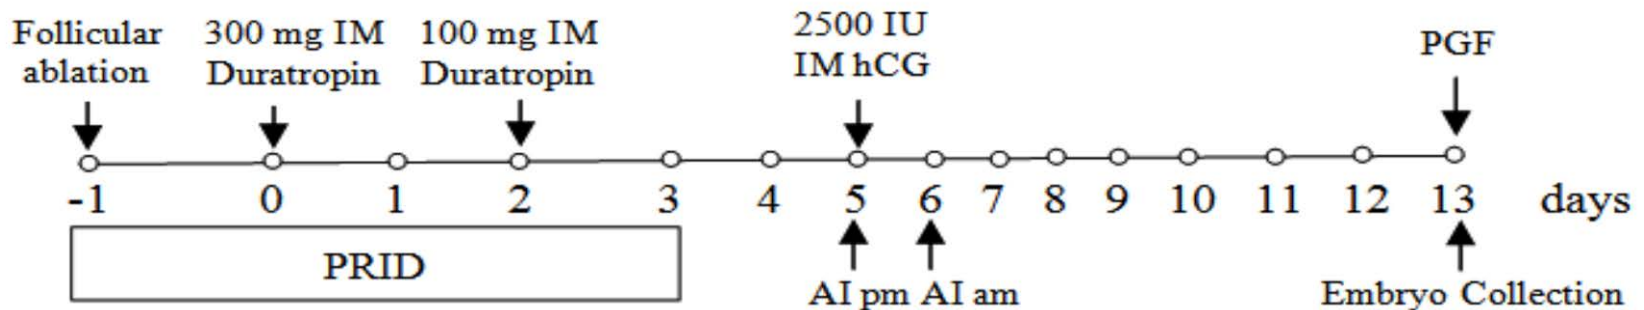 Follicular
ablation
300 mg IM
Duratropin
100 mg IM
Duratropin
2500 IU
IM hCG
PGF
-1 0 1 2 3 4 5 6 7 8 9 10 11 12 13 days
PRID
AI pm AI am
Embryo Collection